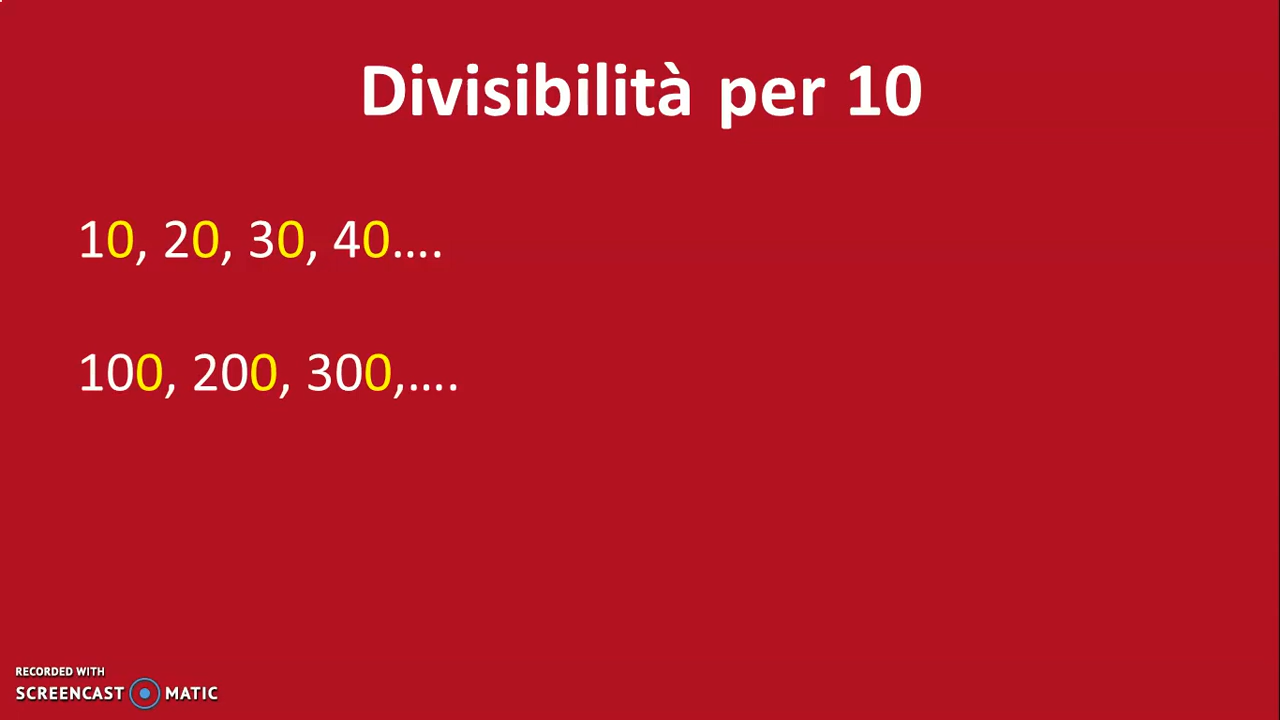 Divisibilità per 10
10, 20, 30, 40....
100, 200, 300,....
RECORDED WITH
SCREENCAST MATIC